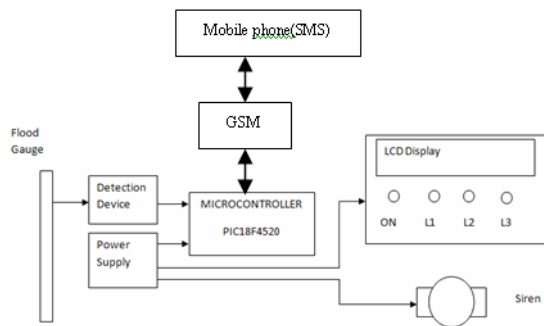 Mobile phone(SMS)
GSM
Flood
Gauge
Detection
Device
Power
Supply
MICROCONTROLLER
PIC18F4520
LCD Display
ON L1 L2 L3
Siren